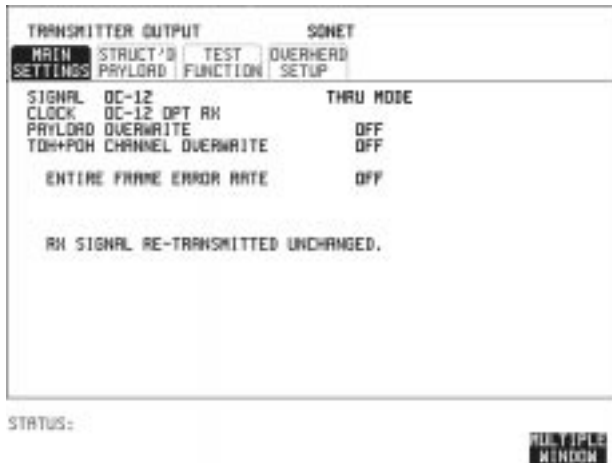 TRANSMITTER OUTPUT SONET
MAIN SETTINGS STRUCT'D PAYLOAD TEST FUNCTION OVERHEAD SETUP
SIGNAL OC-12 THRU MODE
CLOCK OC-12 OPT RX
PAYLOAD OVERWRITE OFF
TOH+POH CHANNEL OVERWRITE OFF
ENTIRE FRAME ERROR RATE OFF
RX SIGNAL RE-TRANSMITTED UNCHANGED.
STATUS:
MULTIPLE
WINDOW